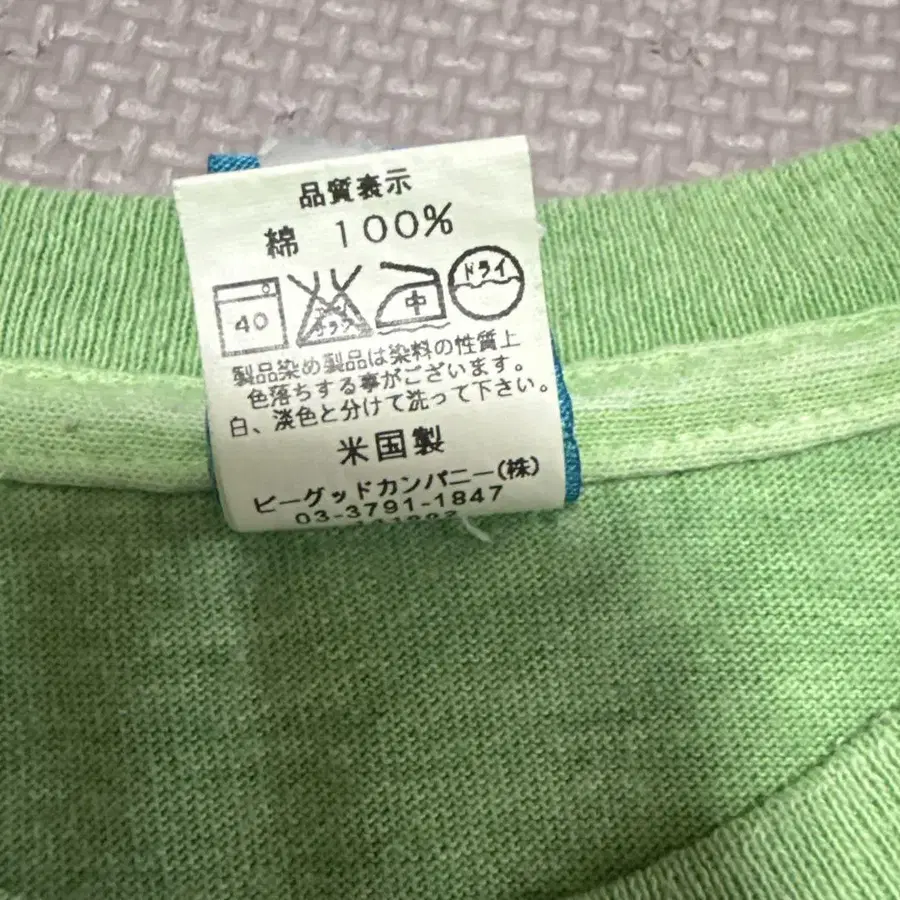 品質表示
綿 100%
40
中
ドライ
製品染め製品は染料の性質上
色落ちする事がございます。
白、淡色と分けて洗って下さい。
米国製
ビーグッドカンパニー(株)
03-3791-1847